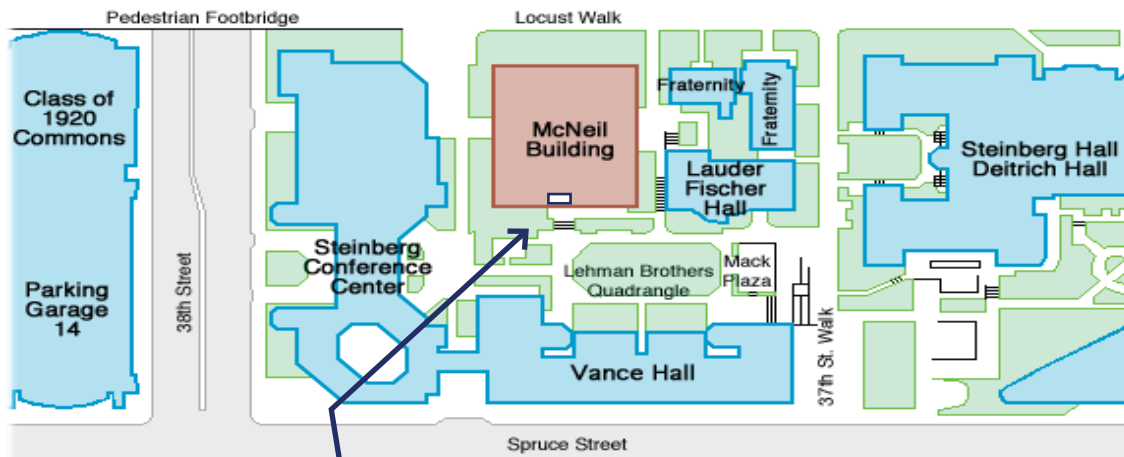 Pedestrian Footbridge
Locust Walk
Class of
1920
Commons
McNeil
Building
Fraternity
Fraternity
Lauder
Fischer
Hall
Steinberg Hall
Deitrich Hall
Steinberg
Conference
Center
Lehman Brothers
Quadrangle
Mack
Plaza
Parking
Garage
14
38th Street
37th St. Walk
Vance Hall
Spruce Street